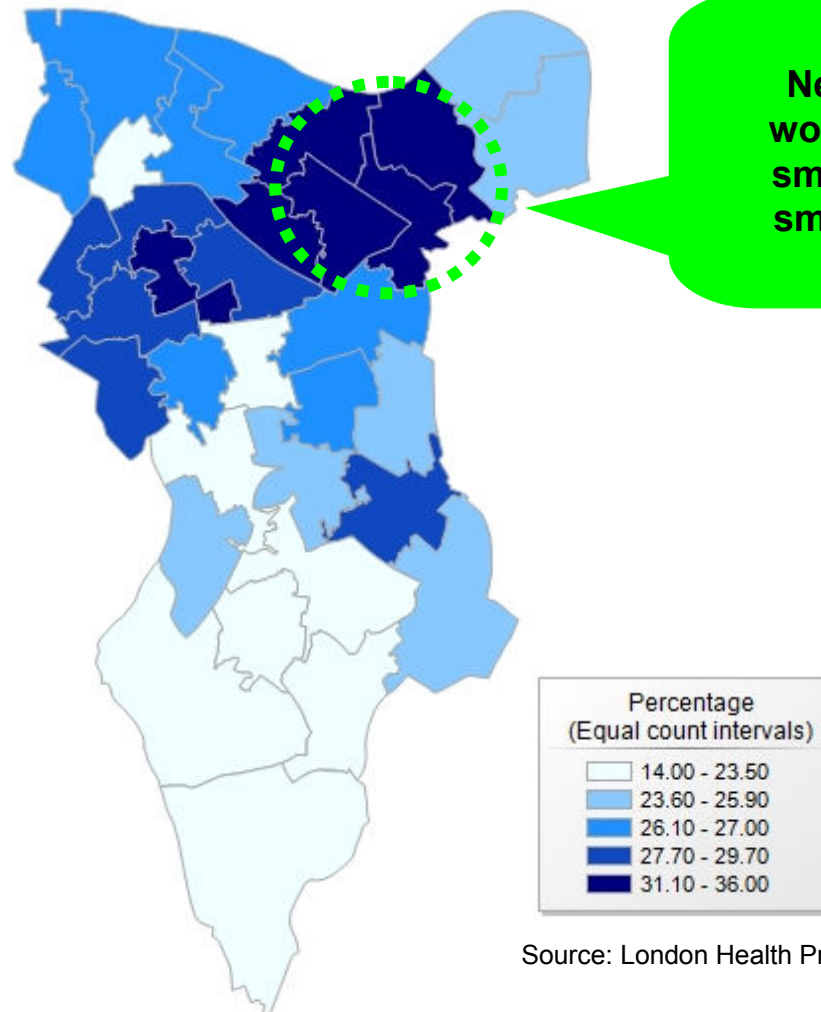 Ne
wo
sm
sm
Percentage
(Equal count intervals)
14.00 - 23.50
23.60 - 25.90
26.10 - 27.00
27.70 - 29.70
31.10 - 36.00
Source: London Health Pr